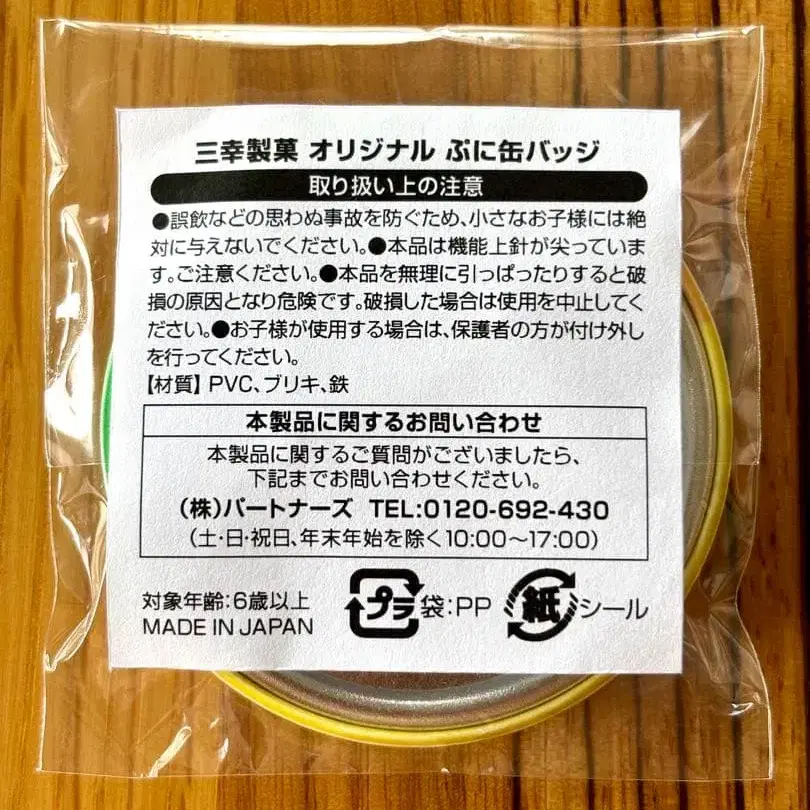 三幸製菓 オリジナル ぷに缶バッジ
取り扱い上の注意
●誤飲などの思わぬ事故を防ぐため、小さなお子様には絶
対に与えないでください。●本品は機能上針が尖っていま
す。ご注意ください。●本品を無理に引っぱったりすると破
損の原因となり危険です。破損した場合は使用を中止してく
ださい。●お子様が使用する場合は、保護者の方が付け外し
を行ってください。
【材質】PVC、ブリキ、鉄
本製品に関するお問い合わせ
本製品に関するご質問がございましたら、
下記までお問い合わせください。
(株)パートナーズ TEL:0120-692-430
(土・日・祝日、年末年始を除く10:00〜17:00)
対象年齢:6歳以上
MADE IN JAPAN
プラ 袋:PP
紙 シール